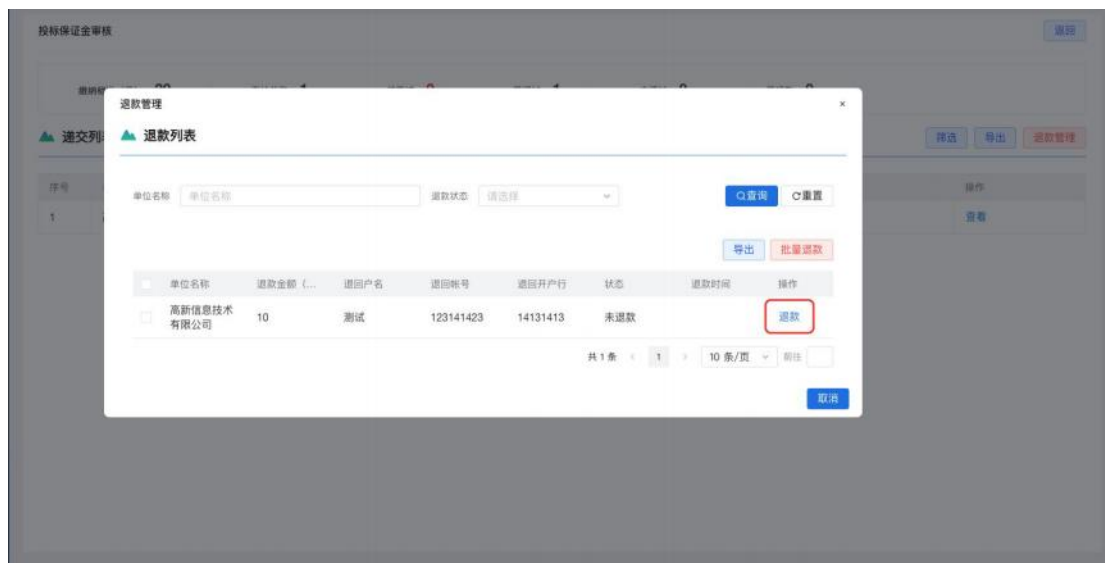 投标保证金审核
退回
退款管理
×
递交列
退款列表
筛选 导出 退款管理
序号 操作
单位名称 单位名称 退款状态 请选择 查询 重置
1 查看
导出 批量退款
单位名称 退款金额（... 退回户名 退回帐号 退回开户行 状态 退款时间 操作
高新信息技术
有限公司
10 测试 123141423 14131413 未退款 退款
共 1 条 1 10 条/页 前往
取消